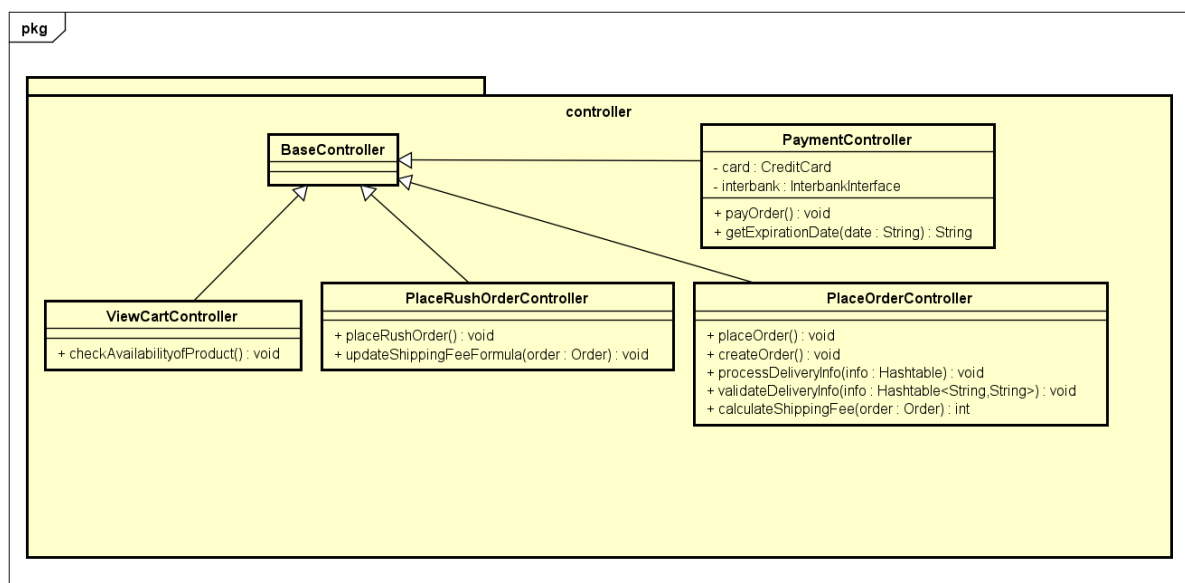 pkg
controller
BaseController
PaymentController
- card : CreditCard
- interbank : InterbankInterface
+ payOrder() : void
+ getExpirationDate(date : String) : String
ViewCartController
+ checkAvailabilityofProduct() : void
PlaceRushOrderController
+ placeRushOrder() : void
+ updateShippingFeeFormula(order : Order) : void
PlaceOrderController
+ placeOrder() : void
+ createOrder() : void
+ processDeliveryInfo(info : Hashtable) : void
+ validateDeliveryInfo(info : Hashtable<String,String>) : void
+ calculateShippingFee(order : Order) : int